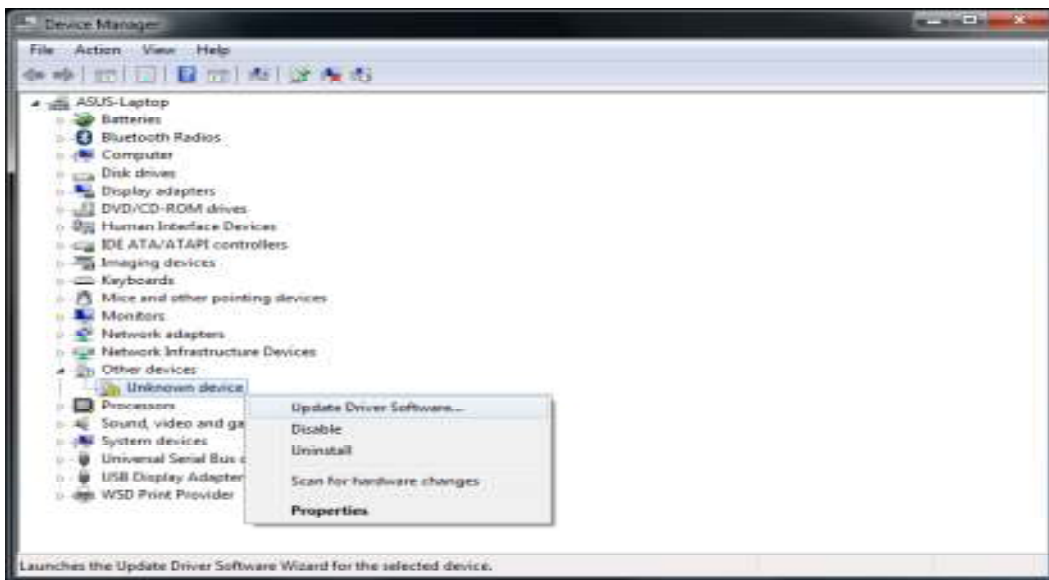 Device Manager
File Action View Help
ASUS-Laptop
Batteries
Bluetooth Radios
Computer
Disk drives
Display adapters
DVD/CD-ROM drives
Human Interface Devices
IDE ATA/ATAPI controllers
Imaging devices
Keyboards
Mice and other pointing devices
Monitors
Network adapters
Network Infrastructure Devices
Other devices
Unknown device
Processors
Sound, video and ga
System devices
Universal Serial Bus c
USB Display Adapter
WSD Print Provider
Update Driver Software...
Disable
Uninstall
Scan for hardware changes
Properties
Launches the Update Driver Software Wizard for the selected device.